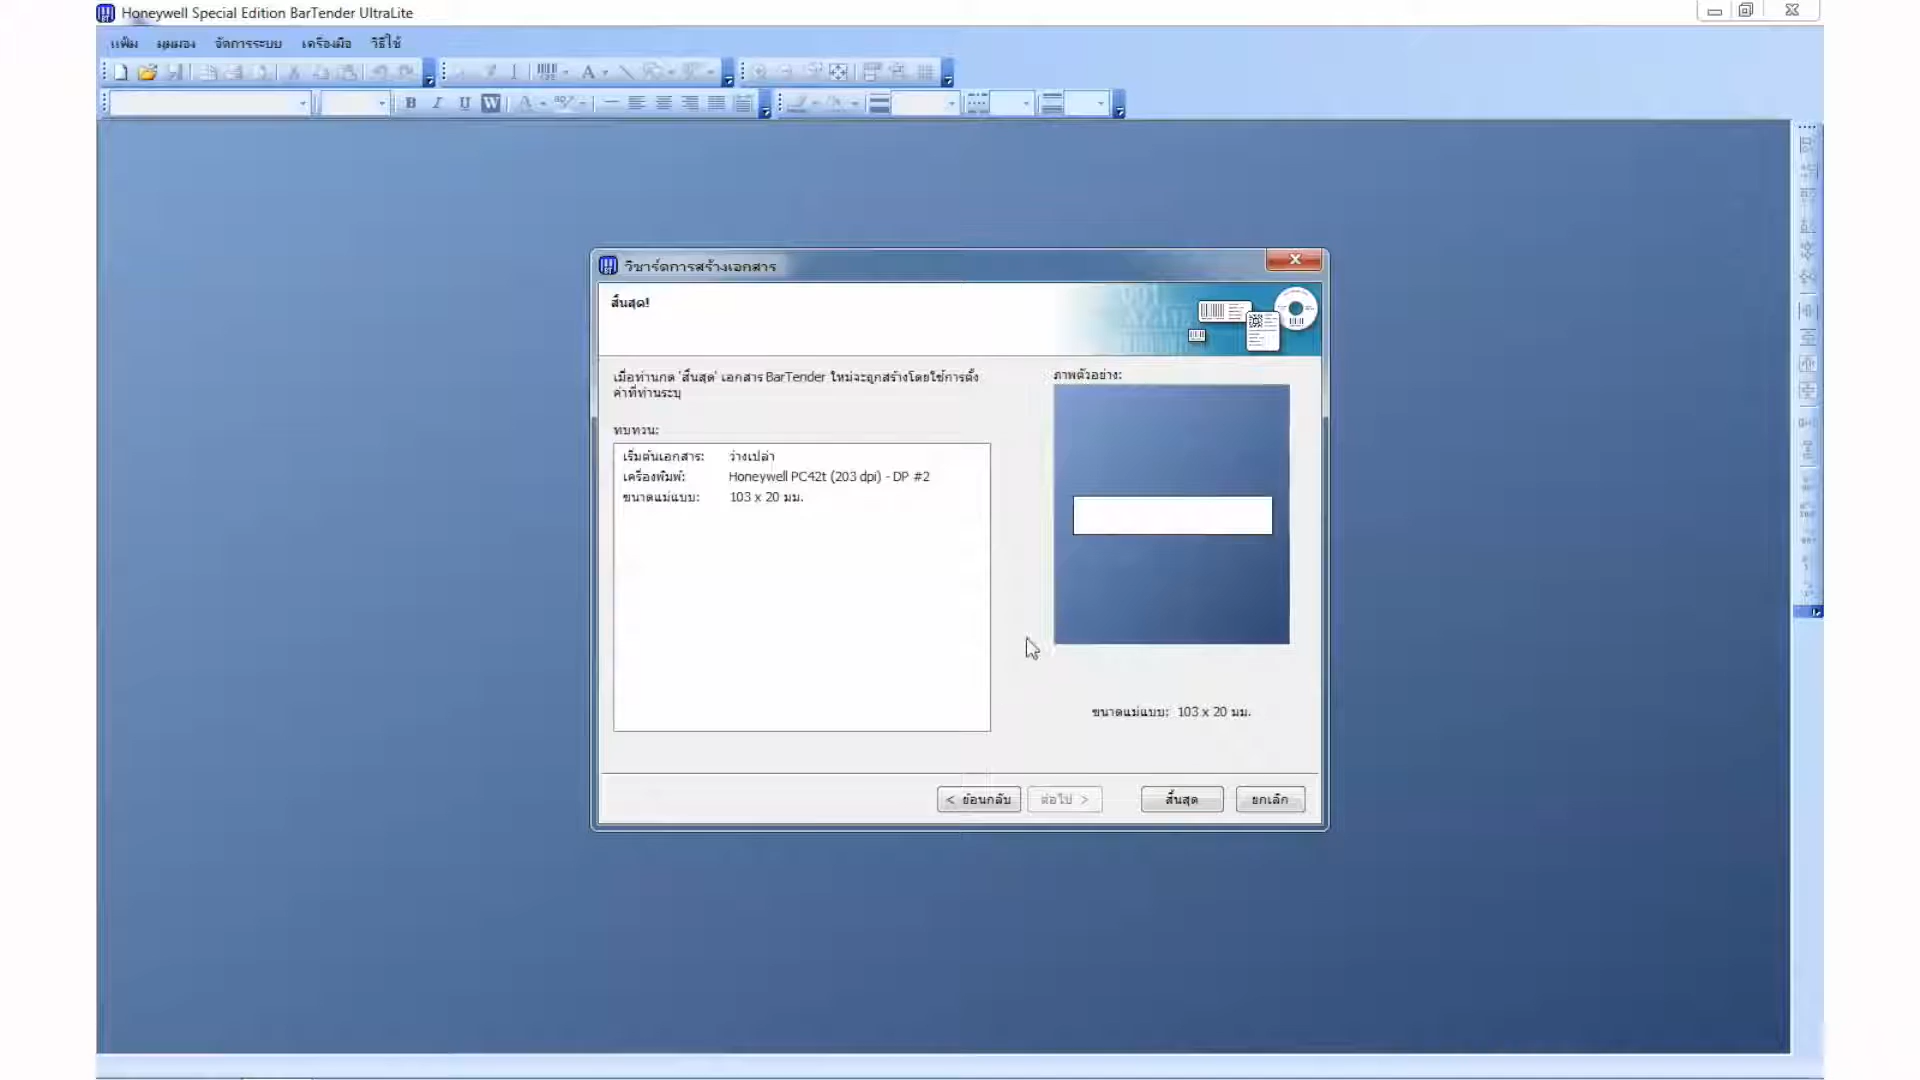 Honeywell Special Edition BarTender UltraLite
แฟ้ม มุมมอง จัดการระบบ เครื่องมือ วิธีใช้
B I U W
วิซาร์ดการสร้างเอกสาร
สิ้นสุด!
เมื่อท่านกด 'สิ้นสุด' เอกสาร BarTender ใหม่จะถูกสร้างโดยใช้การตั้ง
ค่าที่ท่านระบุ
ภาพตัวอย่าง:
ทบทวน:
เริ่มต้นเอกสาร: ว่างเปล่า
เครื่องพิมพ์: Honeywell PC42t (203 dpi) - DP #2
ขนาดแม่แบบ: 103 x 20 มม.
ขนาดแม่แบบ: 103 x 20 มม.
< ย้อนกลับ ต่อไป > สิ้นสุด ยกเลิก